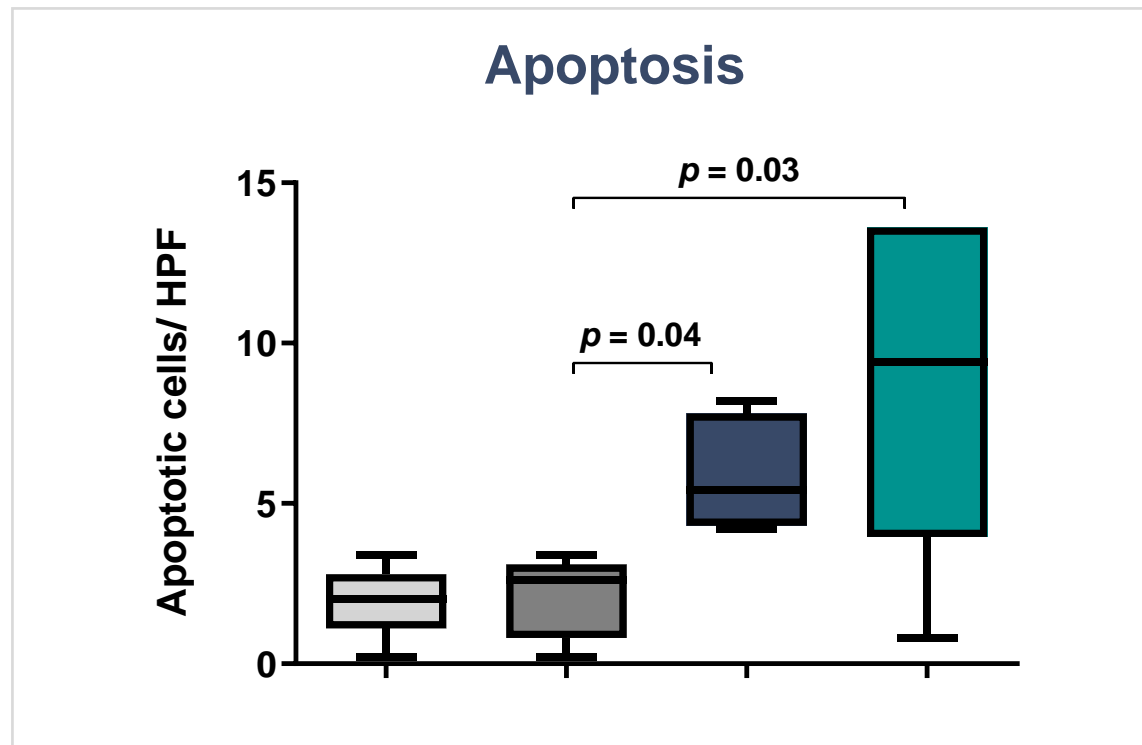 Apoptosis
p = 0.03
15
p = 0.04
10
5
0
Apoptotic cells/ HPF